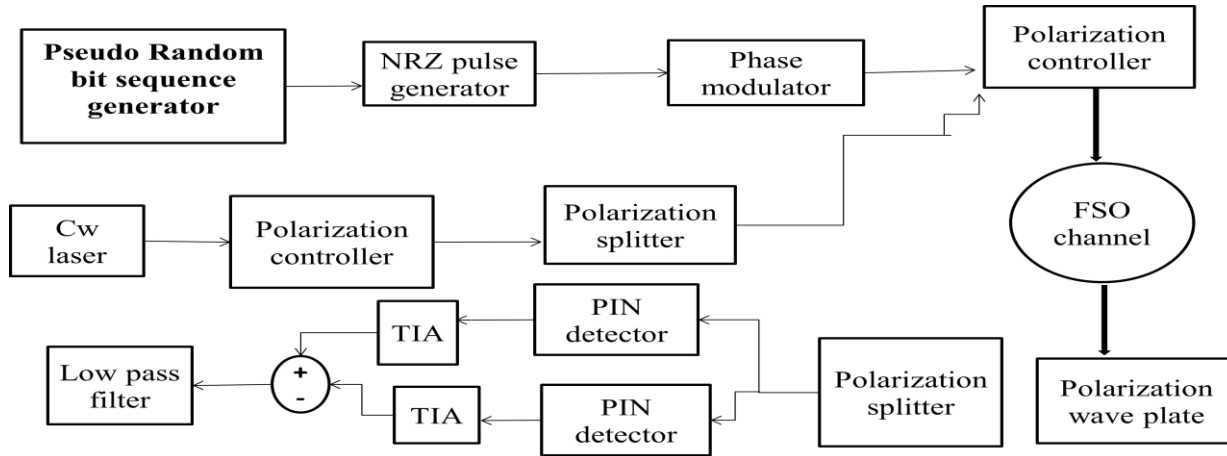 Pseudo Random
bit sequence
generator
NRZ pulse
generator
Phase
modulator
Polarization
controller
Cw
laser
Polarization
controller
Polarization
splitter
FSO
channel
Low pass
filter
+
-
TIA
TIA
PIN
detector
PIN
detector
Polarization
splitter
Polarization
wave plate